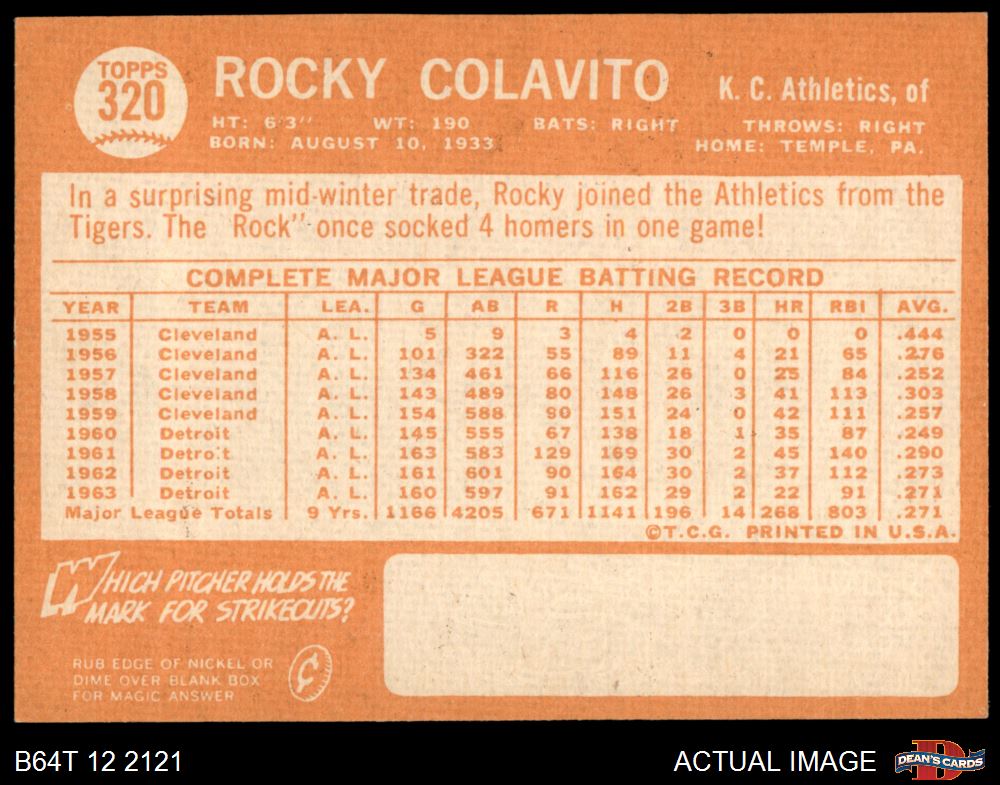 TOPPS
320
ROCKY COLAVITO
K. C. Athletics, of
HT: 6'3" WT: 190 BATS: RIGHT THROWS: RIGHT
BORN: AUGUST 10, 1933 HOME: TEMPLE, PA.
In a surprising mid-winter trade, Rocky joined the Athletics from the
Tigers. The "Rock" once socked 4 homers in one game!
COMPLETE MAJOR LEAGUE BATTING RECORD
YEAR TEAM LEA. G AB R H 2B 3B HR RBI AVG.
1955 Cleveland A. L. 5 9 3 4 2 0 0 0 .444
1956 Cleveland A. L. 101 322 55 89 11 4 21 65 .276
1957 Cleveland A. L. 134 461 66 116 26 0 25 84 .252
1958 Cleveland A. L. 143 489 80 148 26 3 41 113 .303
1959 Cleveland A. L. 154 588 90 151 24 0 42 111 .257
1960 Detroit A. L. 145 555 67 138 18 1 35 87 .249
1961 Detroit A. L. 163 583 129 169 30 2 45 140 .290
1962 Detroit A. L. 161 601 90 164 30 2 37 112 .273
1963 Detroit A. L. 160 597 91 162 29 2 22 91 .271
Major League Totals 9 Yrs. 1166 4205 671 1141 196 14 268 803 .271
©T.C.G. PRINTED IN U.S.A.
WHICH PITCHER HOLDS THE
MARK FOR STRIKEOUTS?
RUB EDGE OF NICKEL OR
DIME OVER BLANK BOX
FOR MAGIC ANSWER
¢
B64T 12 2121
ACTUAL IMAGE
D
DEAN'S CARDS